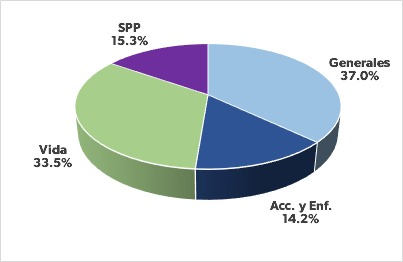 SPP
15.3%
Generales
37.0%
Vida
33.5%
Acc. y Enf.
14.2%